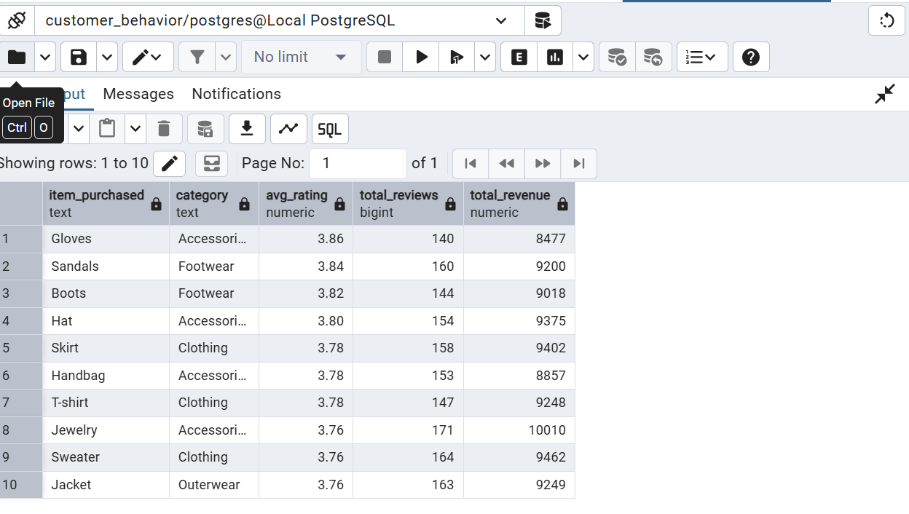 customer_behavior/postgres@Local PostgreSQL
No limit
E
Open File
Ctrl O
put Messages Notifications
SQL
Showing rows: 1 to 10 Page No: 1 of 1
item_purchased category avg_rating total_reviews total_revenue
text text numeric bigint numeric
1 Gloves Accessori... 3.86 140 8477
2 Sandals Footwear 3.84 160 9200
3 Boots Footwear 3.82 144 9018
4 Hat Accessori... 3.80 154 9375
5 Skirt Clothing 3.78 158 9402
6 Handbag Accessori... 3.78 153 8857
7 T-shirt Clothing 3.78 147 9248
8 Jewelry Accessori... 3.76 171 10010
9 Sweater Clothing 3.76 164 9462
10 Jacket Outerwear 3.76 163 9249